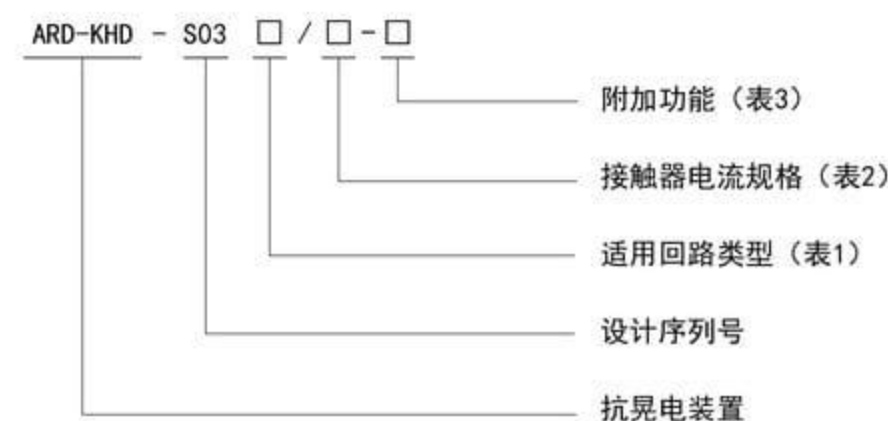 ARD-KHD - S03 □ / □ - □
附加功能（表3）
接触器电流规格（表2）
适用回路类型（表1）
设计序列号
抗晃电装置